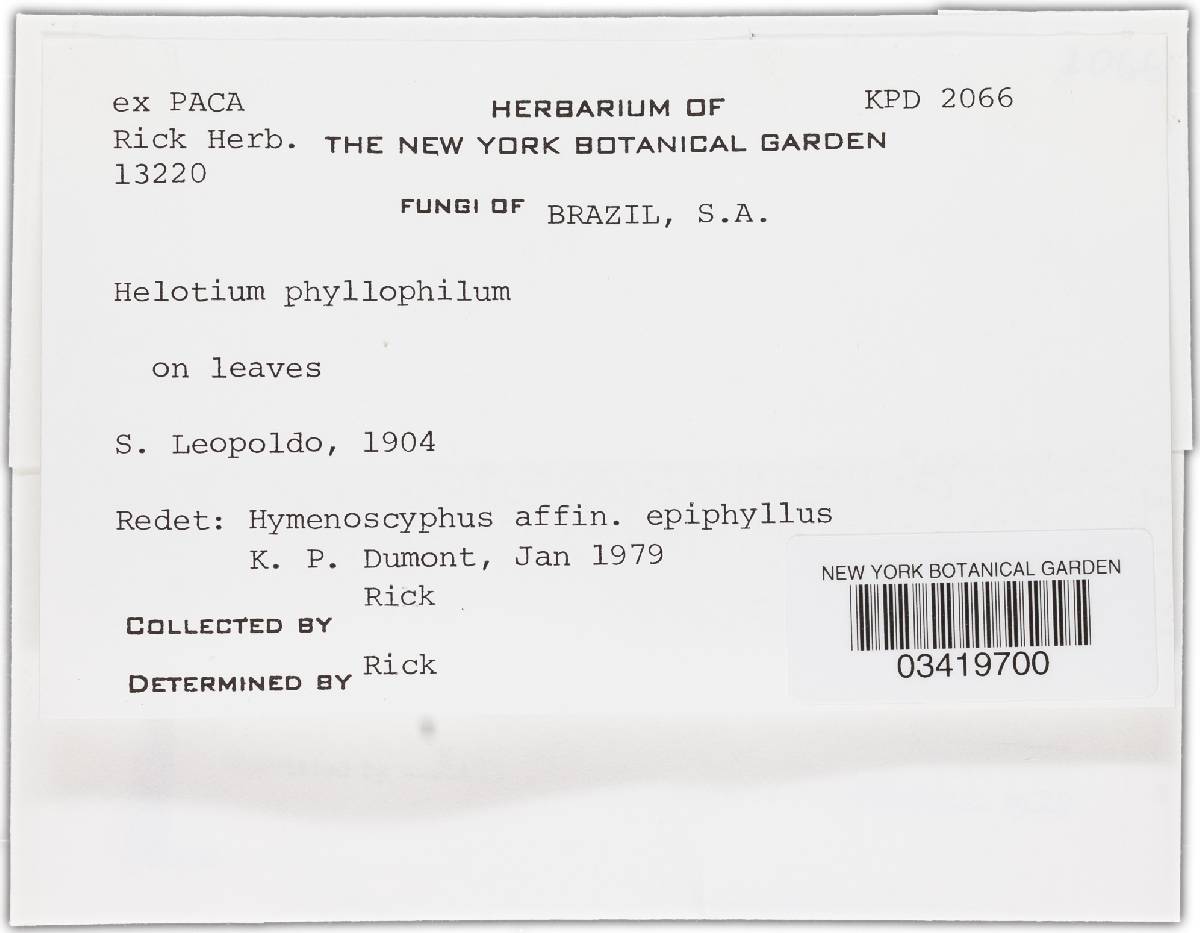 ex PACA
Rick Herb.
13220
HERBARIUM OF
THE NEW YORK BOTANICAL GARDEN
KPD 2066
FUNGI OF BRAZIL, S.A.
Helotium phyllophilum
on leaves
S. Leopoldo, 1904
Redet: Hymenoscyphus affin. epiphyllus
K. P. Dumont, Jan 1979
Rick
COLLECTED BY
Rick
DETERMINED BY
NEW YORK BOTANICAL GARDEN
03419700